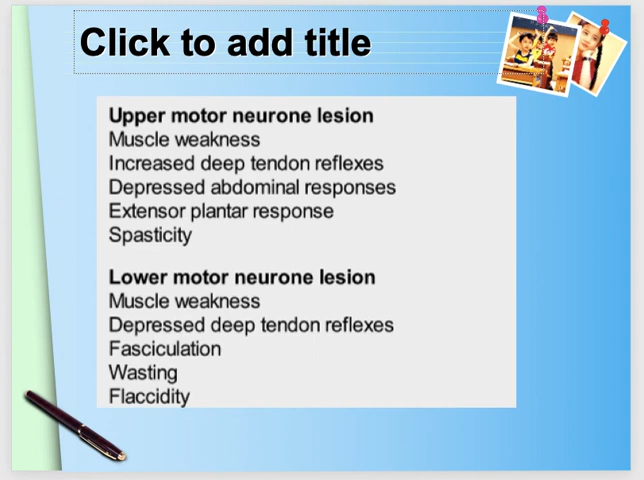 Click to add title
Upper motor neurone lesion
Muscle weakness
Increased deep tendon reflexes
Depressed abdominal responses
Extensor plantar response
Spasticity
Lower motor neurone lesion
Muscle weakness
Depressed deep tendon reflexes
Fasciculation
Wasting
Flaccidity